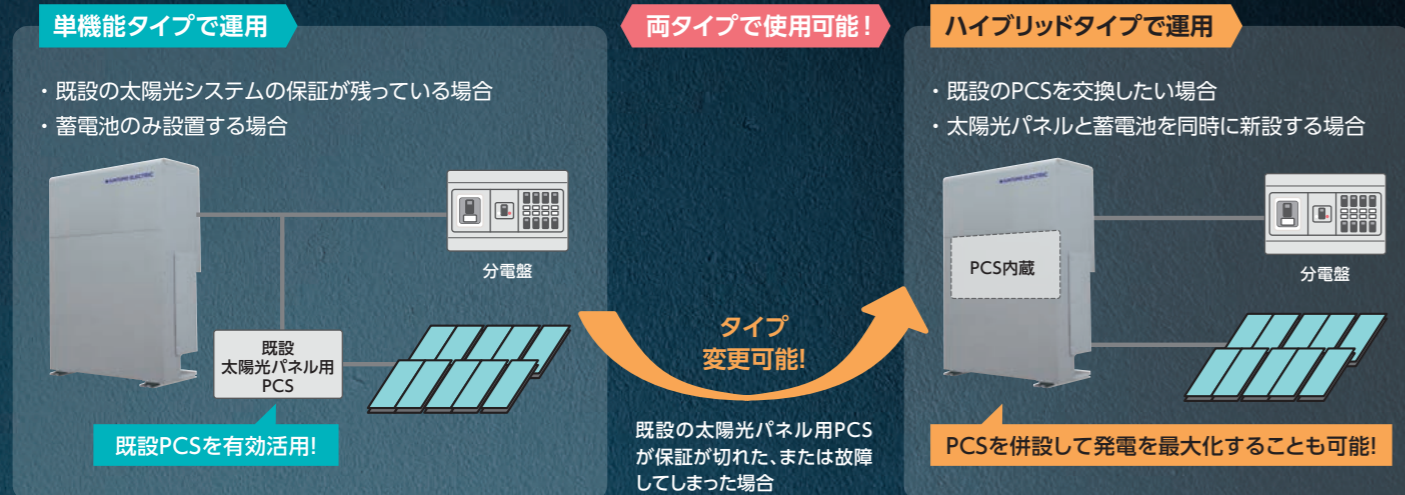 単機能タイプで運用
・既設の太陽光システムの保証が残っている場合
・蓄電池のみ設置する場合
SUMITOMO ELECTRIC
分電盤
既設
太陽光パネル用
PCS
既設PCSを有効活用!
両タイプで使用可能!
タイプ
変更可能!
既設の太陽光パネル用PCS
が保証が切れた、または故障
してしまった場合
ハイブリッドタイプで運用
・既設のPCSを交換したい場合
・太陽光パネルと蓄電池を同時に新設する場合
SUMITOMO ELECTRIC
PCS内蔵
分電盤
PCSを併設して発電を最大化することも可能!